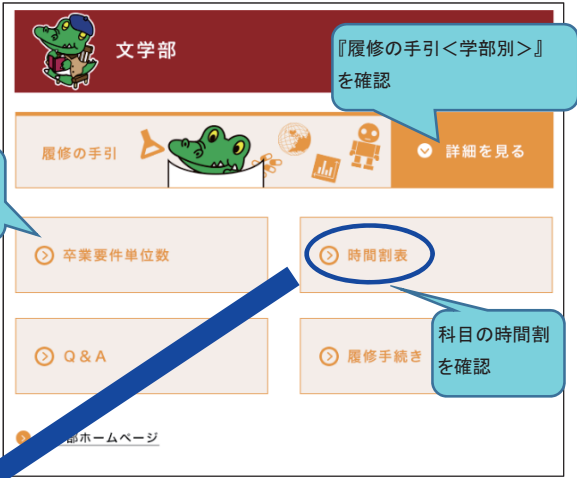 文学部
『履修の手引<学部別>』
を確認
履修の手引
詳細を見る
卒業要件単位数
時間割表
Q&A
履修手続き
科目の時間割
を確認
部ホームページ